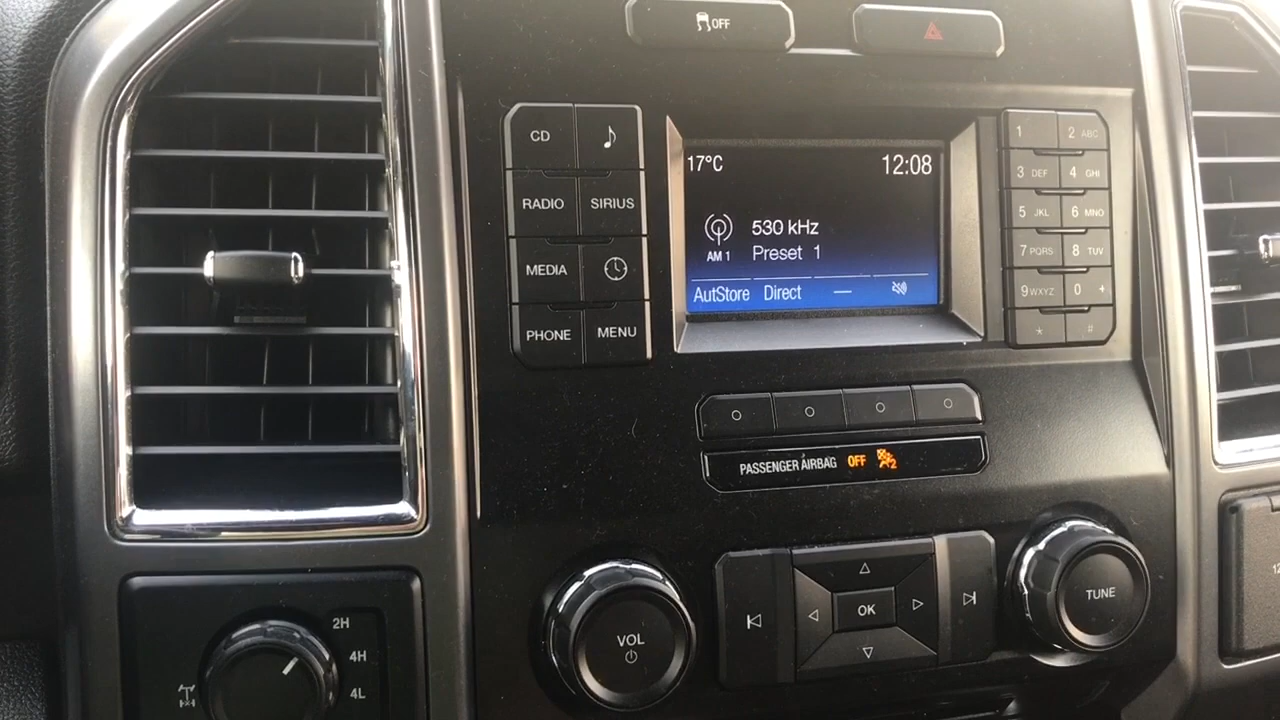 OFF
CD
RADIO SIRIUS
MEDIA
PHONE MENU
17°C 12:08
AM 1 530 kHz
Preset 1
AutStore Direct —
1 2 ABC
3 DEF 4 GHI
5 JKL 6 MNO
7 PQRS 8 TUV
9 WXYZ 0 +
* #
PASSENGER AIRBAG OFF 2
VOL
OK
TUNE
2H
4H
4L